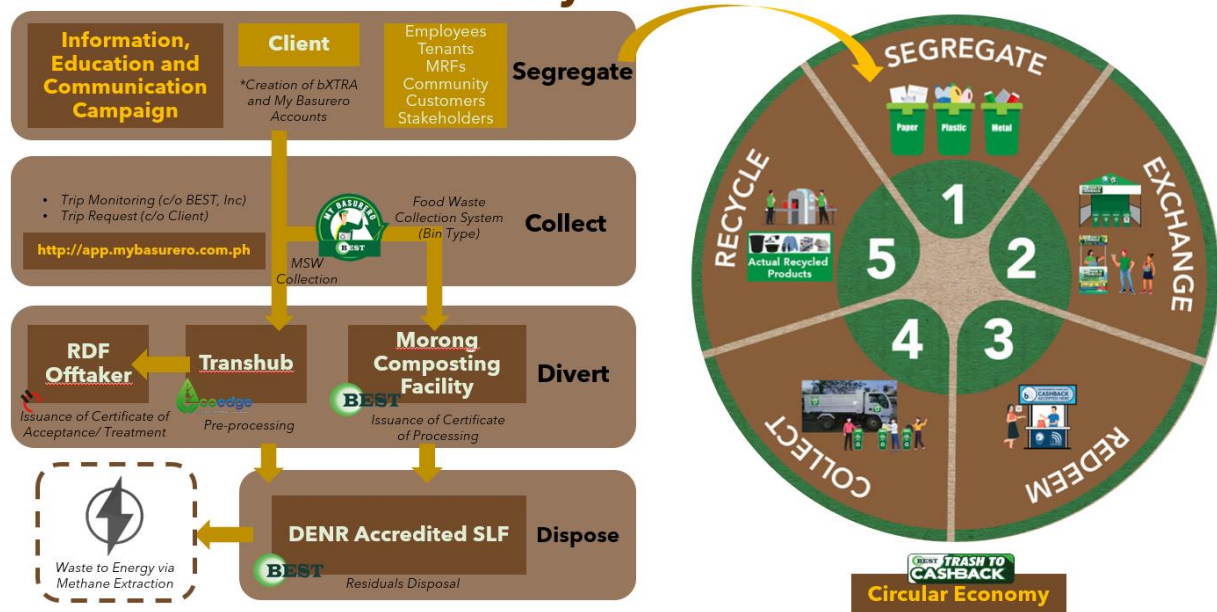 Information,
Education and
Communication
Campaign
Client
*Creation of bXTRA
and My Basurero
Accounts
Employees
Tenants
MRFs
Community
Customers
Stakeholders
Segregate
• Trip Monitoring (c/o BEST, Inc)
• Trip Request (c/o Client)
http://app.mybasurero.com.ph
MY BASURERO
BEST
MSW
Collection
Food Waste
Collection System
(Bin Type)
Collect
RDF
Offtaker
Issuance of Certificate of
Acceptance/ Treatment
Transhub
ecoedge
Pre-processing
Morong
Composting
Facility
BEST
Issuance of Certificate
of Processing
Divert
Waste to Energy via
Methane Extraction
DENR Accredited SLF
BEST
Residuals Disposal
Dispose
SEGREGATE
Paper
Plastic
Metal
1
EXCHANGE
2
REDEEM
CASHBACK
3
COLLECT
4
RECYCLE
Actual Recycled
Products
5
BEST TRASH TO
CASHBACK
Circular Economy